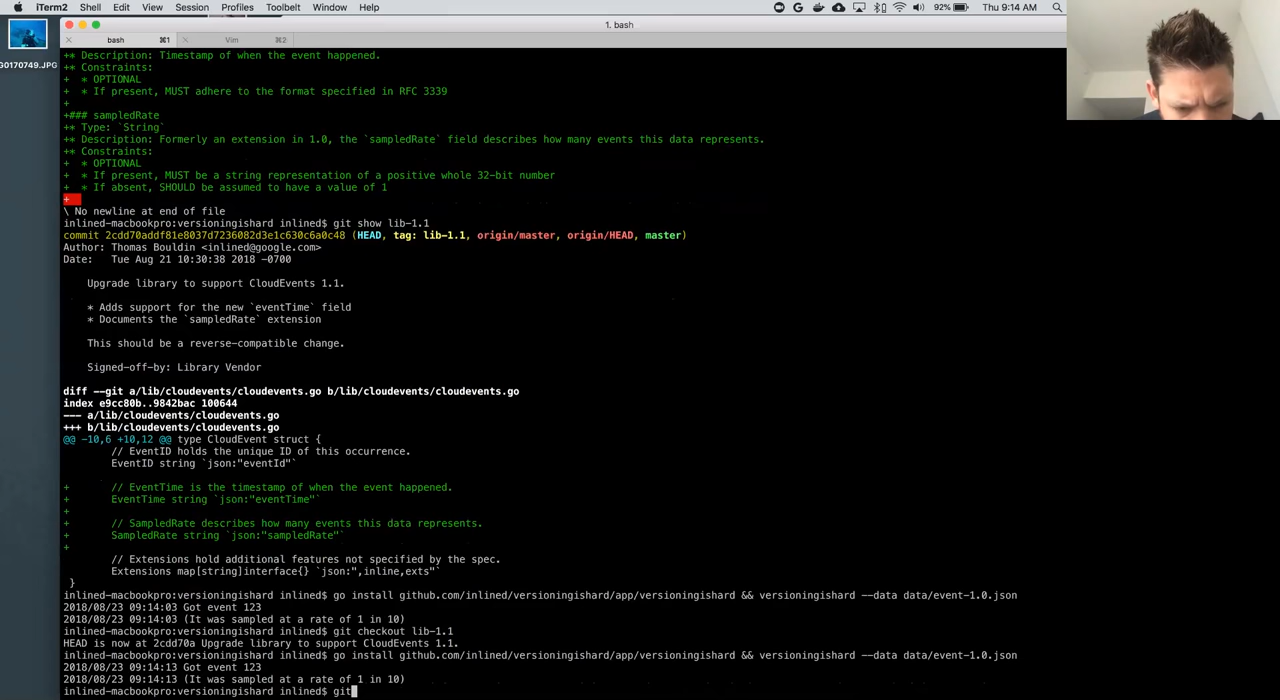 iTerm2 Shell Edit View Session Profiles Toolbelt Window Help 92% Thu 9:14 AM
1. bash
bash ⌘1 Vim ⌘2
G0170749.JPG
+* Description: Timestamp of when the event happened.
+* Constraints:
+  * OPTIONAL
+  * If present, MUST adhere to the format specified in RFC 3339
+
+### sampledRate
+* Type: `String`
+* Description: Formerly an extension in 1.0, the `sampledRate` field describes how many events this data represents.
+* Constraints:
+  * OPTIONAL
+  * If present, MUST be a string representation of a positive whole 32-bit number
+  * If absent, SHOULD be assumed to have a value of 1
+
\ No newline at end of file
inlined-macbookpro:versioningishard inlined$ git show lib-1.1
commit 2cdd70addf81e8037d7236082d3e1c630c6a0c48 (HEAD, tag: lib-1.1, origin/master, origin/HEAD, master)
Author: Thomas Bouldin <inlined@google.com>
Date:   Tue Aug 21 10:30:38 2018 -0700
Upgrade library to support CloudEvents 1.1.
* Adds support for the new `eventTime` field
* Documents the `sampledRate` extension
This should be a reverse-compatible change.
Signed-off-by: Library Vendor
diff --git a/lib/cloudevents/cloudevents.go b/lib/cloudevents/cloudevents.go
index e9cc80b..9842bac 100644
--- a/lib/cloudevents/cloudevents.go
+++ b/lib/cloudevents/cloudevents.go
@@ -10,6 +10,12 @@ type CloudEvent struct {
// EventID holds the unique ID of this occurrence.
EventID string `json:"eventId"`
+       // EventTime is the timestamp of when the event happened.
+       EventTime string `json:"eventTime"`
+
+       // SampledRate describes how many events this data represents.
+       SampledRate string `json:"sampledRate"`
+
// Extensions hold additional features not specified by the spec.
Extensions map[string]interface{} `json:",inline,exts"`
}
inlined-macbookpro:versioningishard inlined$ go install github.com/inlined/versioningishard/app/versioningishard && versioningishard --data data/event-1.0.json
2018/08/23 09:14:03 Got event 123
2018/08/23 09:14:03 (It was sampled at a rate of 1 in 10)
inlined-macbookpro:versioningishard inlined$ git checkout lib-1.1
HEAD is now at 2cdd70a Upgrade library to support CloudEvents 1.1.
inlined-macbookpro:versioningishard inlined$ go install github.com/inlined/versioningishard/app/versioningishard && versioningishard --data data/event-1.0.json
2018/08/23 09:14:13 Got event 123
2018/08/23 09:14:13 (It was sampled at a rate of 1 in 10)
inlined-macbookpro:versioningishard inlined$ git